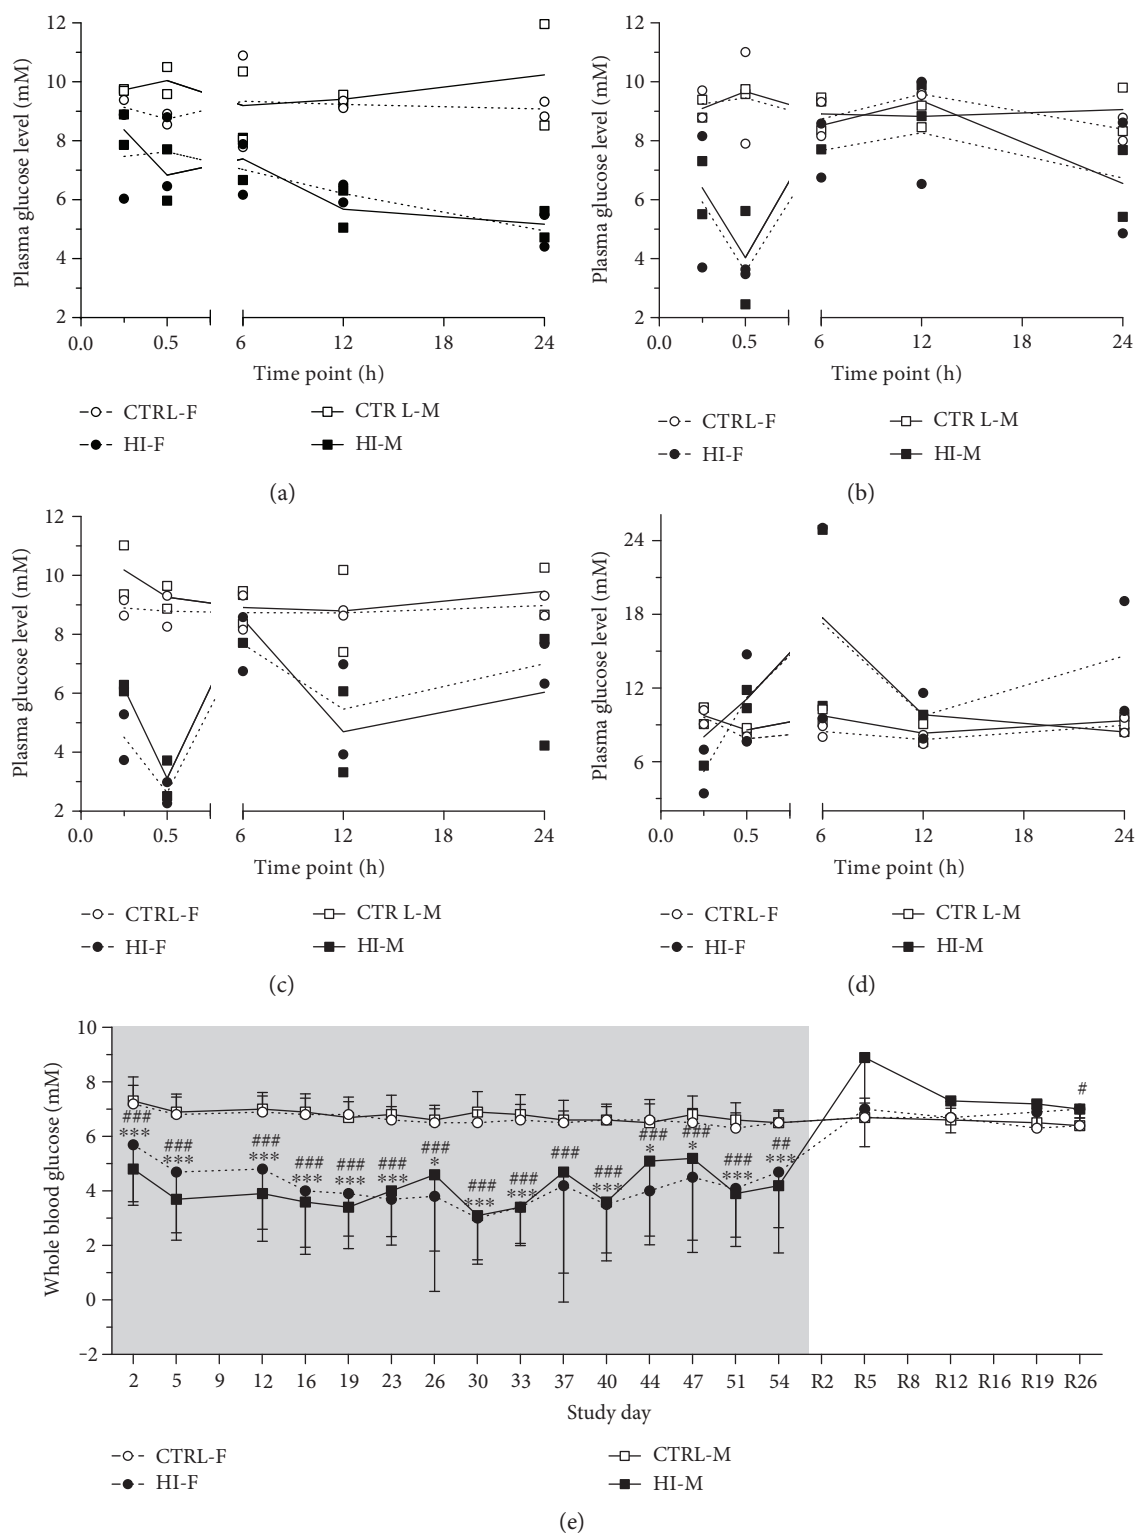 12
10
8
6
4
2
Plasma glucose level (mM)
0.0 0.5 6 12 18 24
Time point (h)
CTRL-F CTR L-M
HI-F HI-M
(a)
12
10
8
6
4
2
Plasma glucose level (mM)
0.0 0.5 6 12 18 24
Time point (h)
CTRL-F CTR L-M
HI-F HI-M
(b)
12
10
8
6
4
2
Plasma glucose level (mM)
0.0 0.5 6 12 18 24
Time point (h)
CTRL-F CTR L-M
HI-F HI-M
(c)
24
18
12
6
Plasma glucose level (mM)
0.0 0.5 6 12 18 24
Time point (h)
CTRL-F CTR L-M
HI-F HI-M
(d)
10
8
6
4
2
0
-2
Whole blood glucose (mM)
### ### ### ### ### ### ### ### ### ### ### ### ### ### ## #
*** *** *** *** *** *** * *** *** *** * * *** ***
2 5 9 12 16 19 23 26 30 33 37 40 44 47 51 54 R2 R5 R8 R12 R16 R19 R26
Study day
CTRL-F CTRL-M
HI-F HI-M
(e)